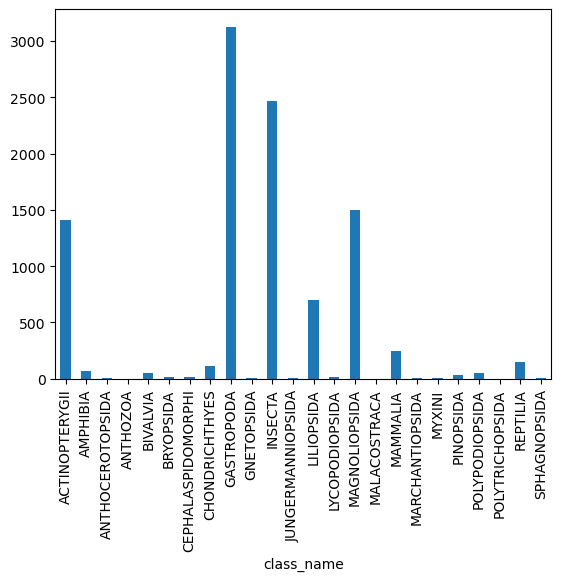 3000
2500
2000
1500
1000
500
0
ACTINOPTERYGII
AMPHIBIA
ANTHOCEROTOPSIDA
ANTHOZOA
BIVALVIA
BRYOPSIDA
CEPHALASPIDOMORPHI
CHONDRICHTHYES
GASTROPODA
GNETOPSIDA
INSECTA
JUNGERMANNIOPSIDA
LILIOPSIDA
LYCOPODIOPSIDA
MAGNOLIOPSIDA
MALACOSTRACA
MAMMALIA
MARCHANTIOPSIDA
MYXINI
PINOPSIDA
POLYPODIOPSIDA
POLYTRICHOPSIDA
REPTILIA
SPHAGNOPSIDA
class_name